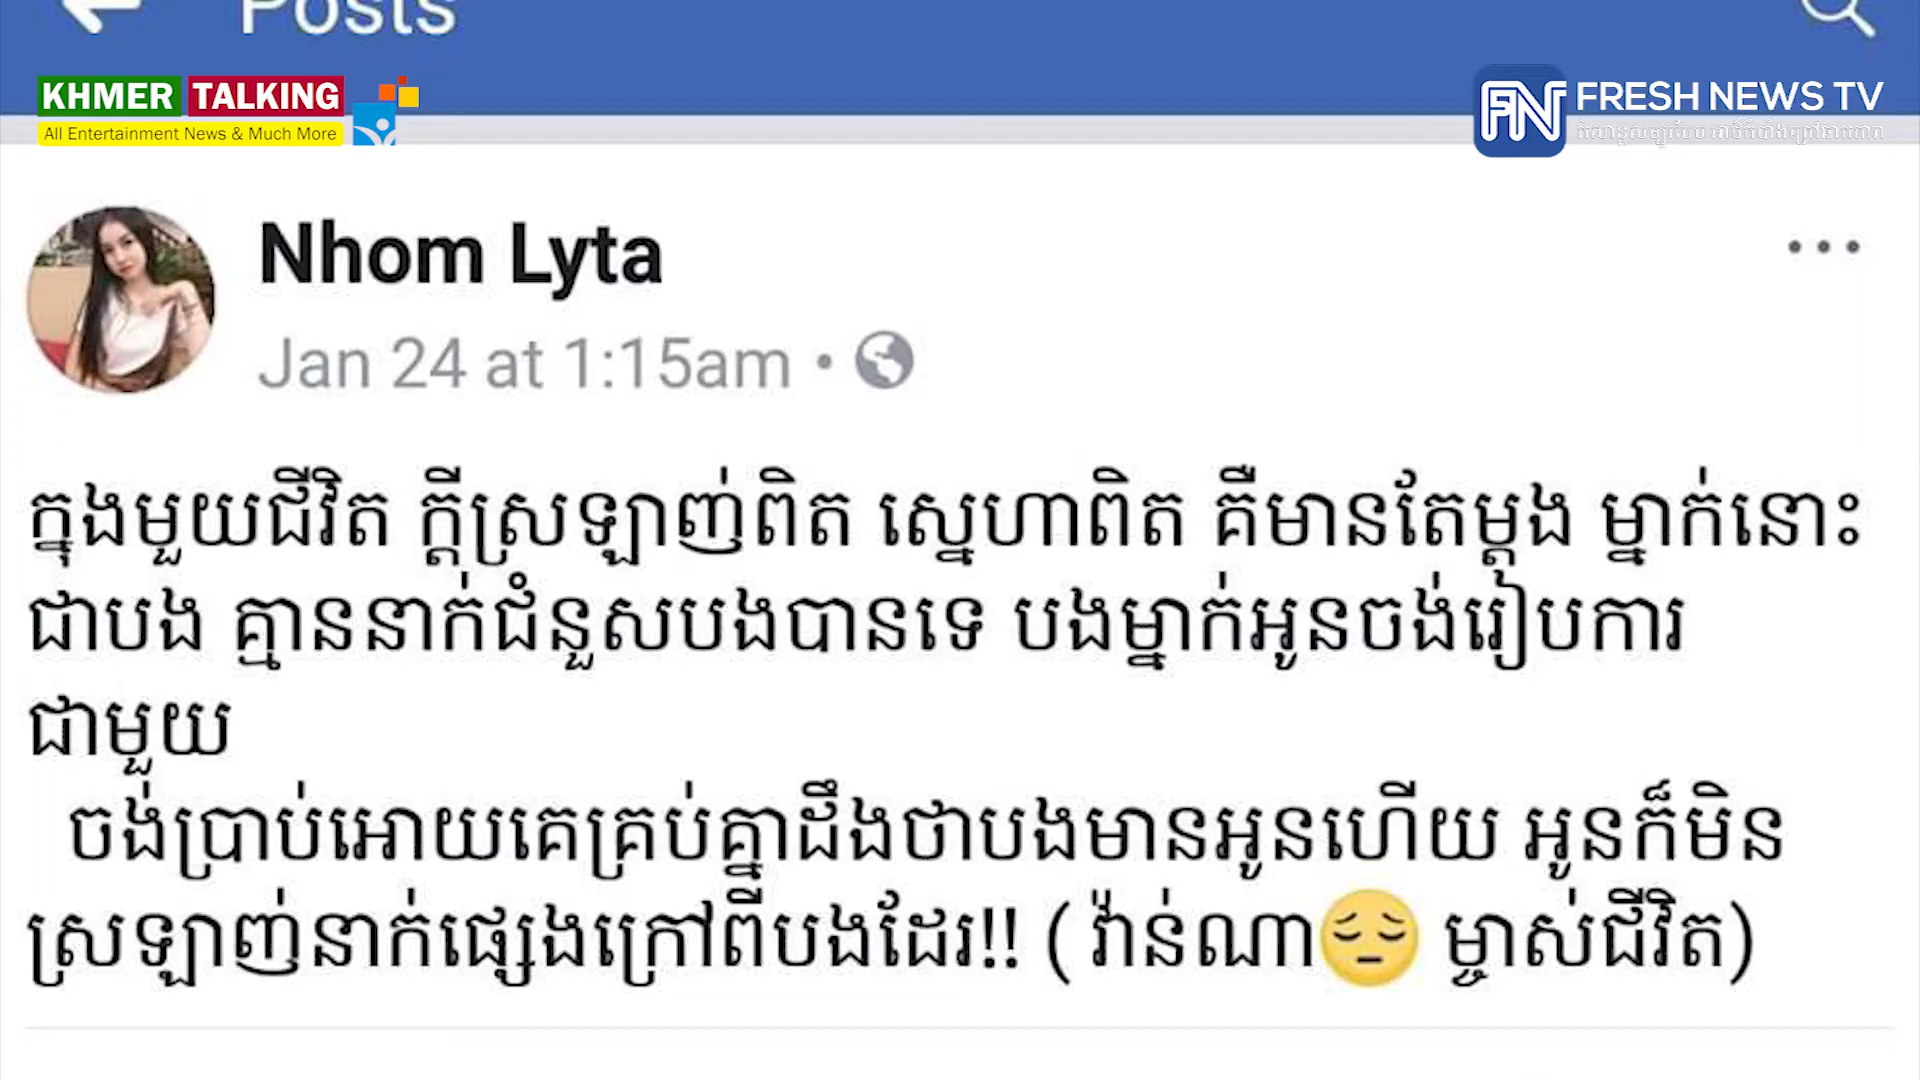 Posts
KHMER TALKING
All Entertainment News & Much More
FN FRESH NEWS TV
Nhom Lyta
Jan 24 at 1:15am
ក្នុងមួយជីវិត ក្ដីស្រឡាញ់ពិត ស្នេហាពិត គឺមានតែម្ដង ម្នាក់នោះ
ជាបង គ្មាននាក់ជំនួសបងបានទេ បងម្នាក់អូនចង់រៀបការ
ជាមួយ
ចង់ប្រាប់អោយគេគ្រប់គ្នាដឹងថាបងមានអូនហើយ អូនក៏មិន
ស្រឡាញ់នាក់ផ្សេងក្រៅពីបងដែរ!! ( វ៉ាន់ណា😔 ម្ចាស់ជីវិត)